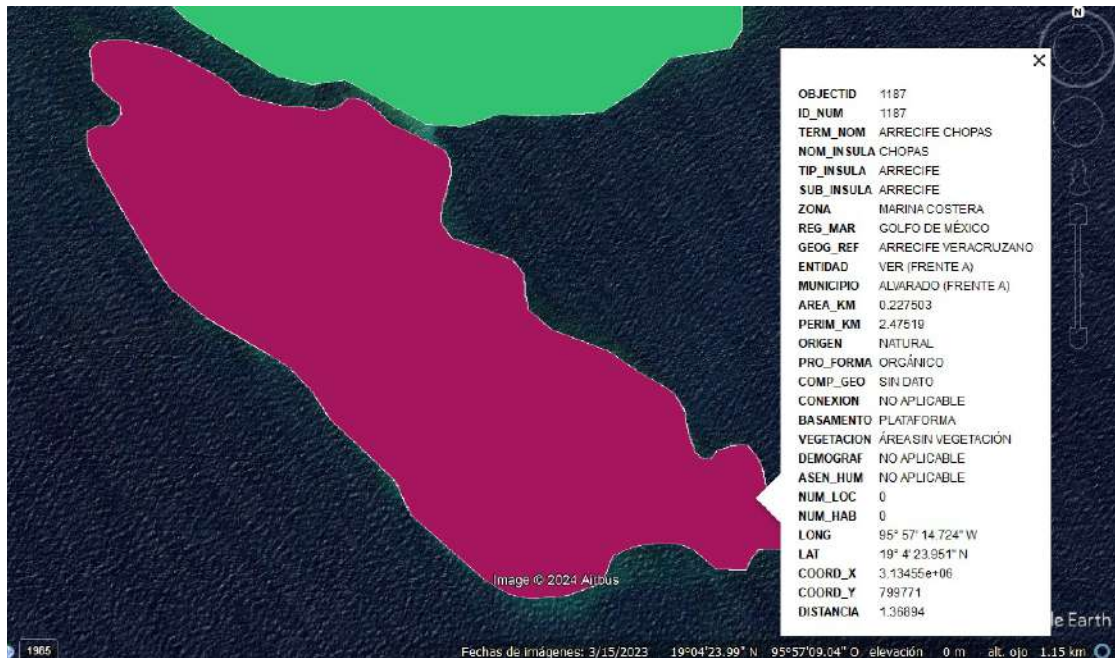 N
OBJECTID 1187
ID_NUM 1187
TERM_NOM ARRECIFE CHOPAS
NOM_INSULA CHOPAS
TIP_INSULA ARRECIFE
SUB_INSULA ARRECIFE
ZONA MARINA COSTERA
REG_MAR GOLFO DE MÉXICO
GEOG_REF ARRECIFE VERACRUZANO
ENTIDAD VER (FRENTE A)
MUNICIPIO ALVARADO (FRENTE A)
AREA_KM 0.227503
PERIM_KM 2.47519
ORIGEN NATURAL
PRO_FORMA ORGÁNICO
COMP_GEO SIN DATO
CONEXION NO APLICABLE
BASAMENTO PLATAFORMA
VEGETACION ÁREA SIN VEGETACIÓN
DEMOGRAF NO APLICABLE
ASEN_HUM NO APLICABLE
NUM_LOC 0
NUM_HAB 0
LONG 95° 57' 14.724" W
LAT 19° 4' 23.951" N
COORD_X 3.13455e+06
COORD_Y 799771
DISTANCIA 1.36894
Image © 2024 Airbus
le Earth
1985
Fechas de imágenes: 3/15/2023 19°04'23.99" N 95°57'09.04" O elevación 0 m alt. ojo 1.15 km